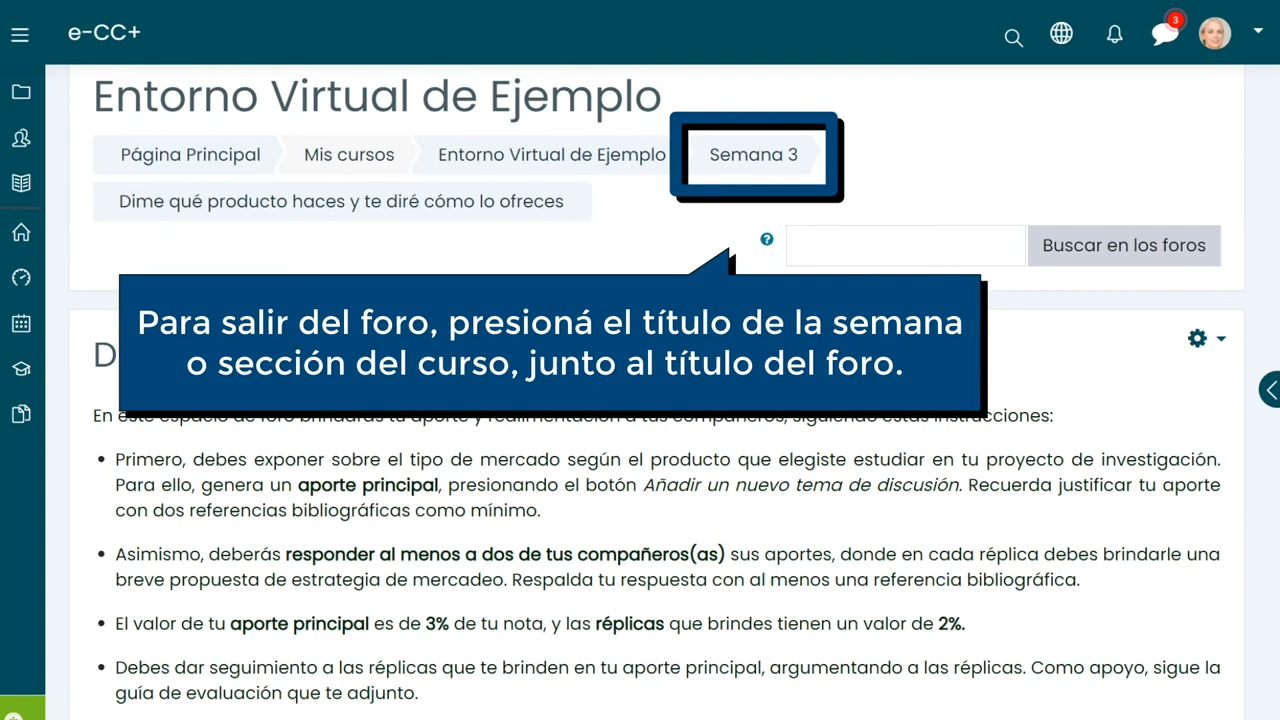 e-CC+
3
Entorno Virtual de Ejemplo
Página Principal
Mis cursos
Entorno Virtual de Ejemplo
Semana 3
Dime qué producto haces y te diré cómo lo ofreces
Buscar en los foros
Para salir del foro, presioná el título de la semana
o sección del curso, junto al título del foro.
D
En este espacio de foro brindarás tu aporte y realimentación a tus compañeros, siguiendo estas instrucciones:
• Primero, debes exponer sobre el tipo de mercado según el producto que elegiste estudiar en tu proyecto de investigación.
Para ello, genera un aporte principal, presionando el botón Añadir un nuevo tema de discusión. Recuerda justificar tu aporte
con dos referencias bibliográficas como mínimo.
• Asimismo, deberás responder al menos a dos de tus compañeros(as) sus aportes, donde en cada réplica debes brindarle una
breve propuesta de estrategia de mercadeo. Respalda tu respuesta con al menos una referencia bibliográfica.
• El valor de tu aporte principal es de 3% de tu nota, y las réplicas que brindes tienen un valor de 2%.
• Debes dar seguimiento a las réplicas que te brinden en tu aporte principal, argumentando a las réplicas. Como apoyo, sigue la
guía de evaluación que te adjunto.